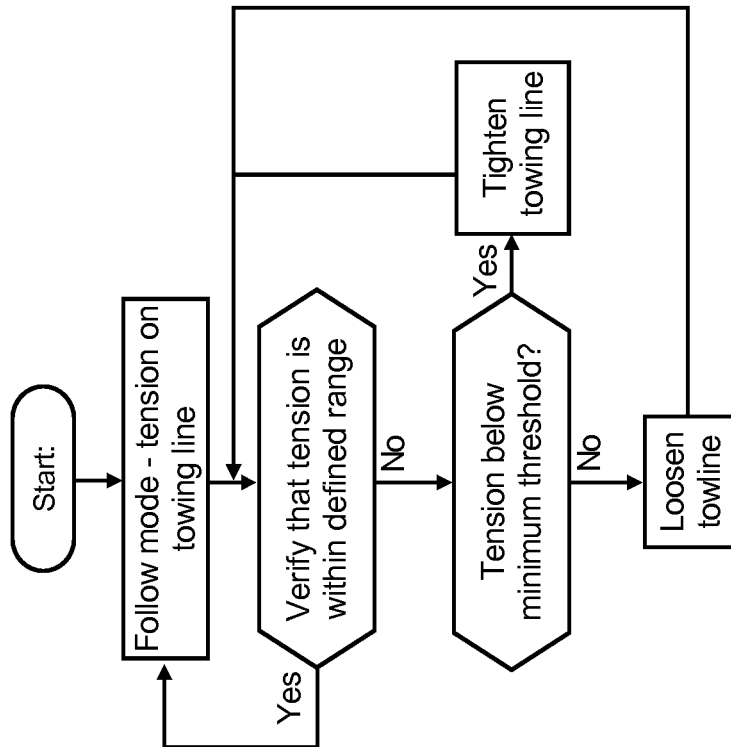 Start:
Follow mode - tension on
towing line
Verify that tension is
within defined range
Yes
No
Tension below
minimum threshold?
Yes
Tighten
towing line
No
Loosen
towline